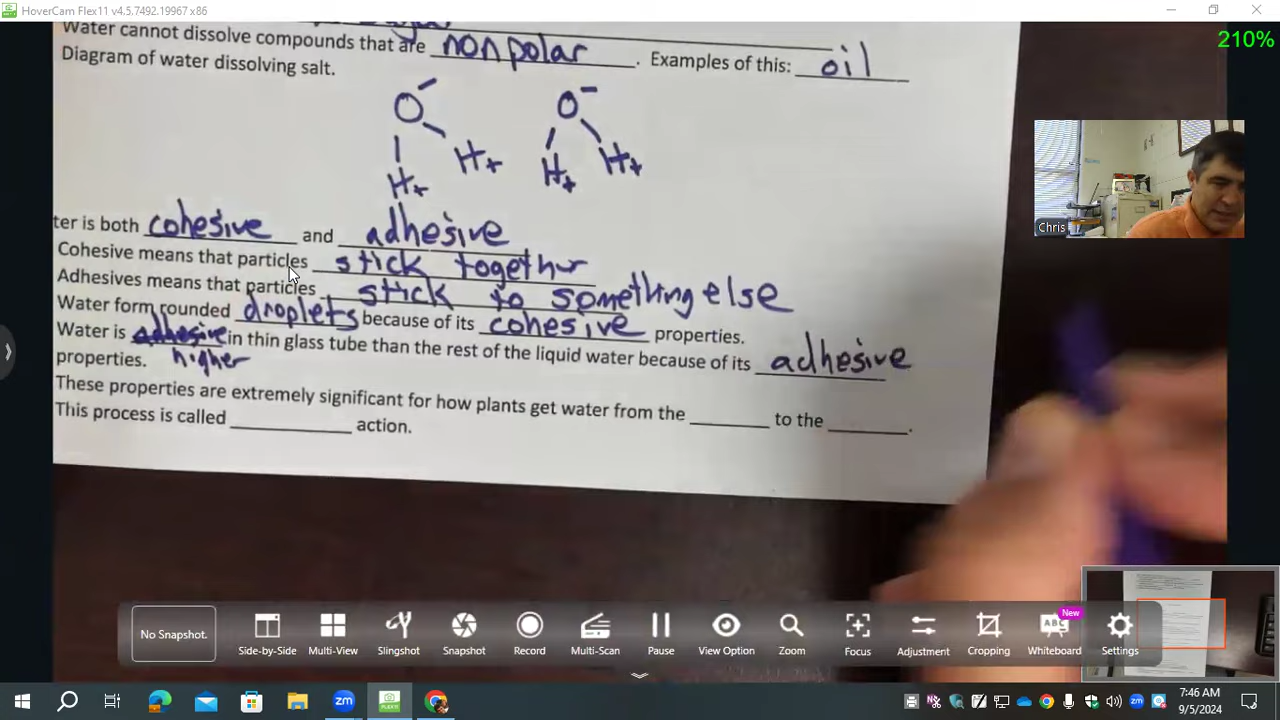 HoverCam Flex11 v4.5.7492.19967 x86
210%
Water cannot dissolve compounds that are nonpolar. Examples of this: oil
Diagram of water dissolving salt.
O- O-
H+ H+ H+ H+
Chris
ter is both cohesive and adhesive
Cohesive means that particles stick together
Adhesives means that particles stick to something else
Water form rounded droplets because of its cohesive properties.
Water is adhesive in thin glass tube than the rest of the liquid water because of its adhesive
properties. higher
These properties are extremely significant for how plants get water from the ______ to the ______.
This process is called ______ action.
No Snapshot.
Side-by-Side
Multi-View
Slingshot
Snapshot
Record
Multi-Scan
Pause
View Option
Zoom
Focus
Adjustment
Cropping
New
ABC
Whiteboard
Settings
7:46 AM
9/5/2024